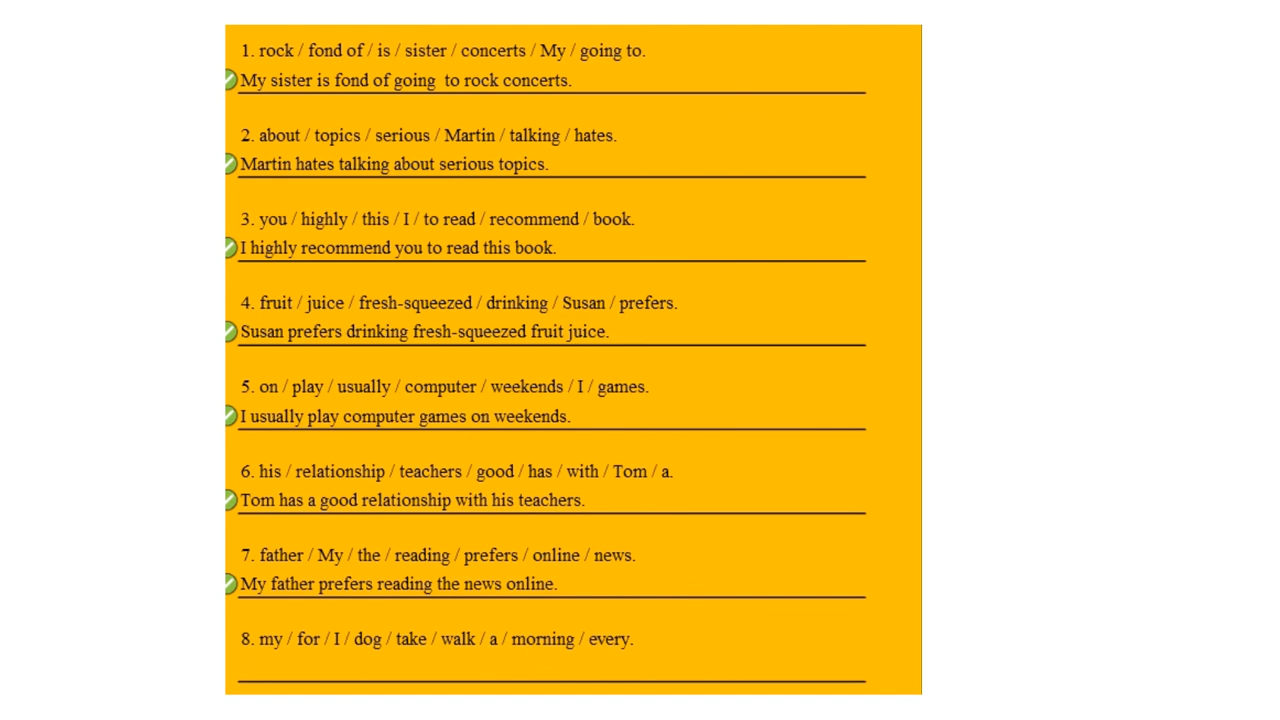 1. rock / fond of / is / sister / concerts / My / going to.
My sister is fond of going  to rock concerts.
2. about / topics / serious / Martin / talking / hates.
Martin hates talking about serious topics.
3. you / highly / this / I / to read / recommend / book.
I highly recommend you to read this book.
4. fruit / juice / fresh-squeezed / drinking / Susan / prefers.
Susan prefers drinking fresh-squeezed fruit juice.
5. on / play / usually / computer / weekends / I / games.
I usually play computer games on weekends.
6. his / relationship / teachers / good / has / with / Tom / a.
Tom has a good relationship with his teachers.
7. father / My / the / reading / prefers / online / news.
My father prefers reading the news online.
8. my / for / I / dog / take / walk / a / morning / every.